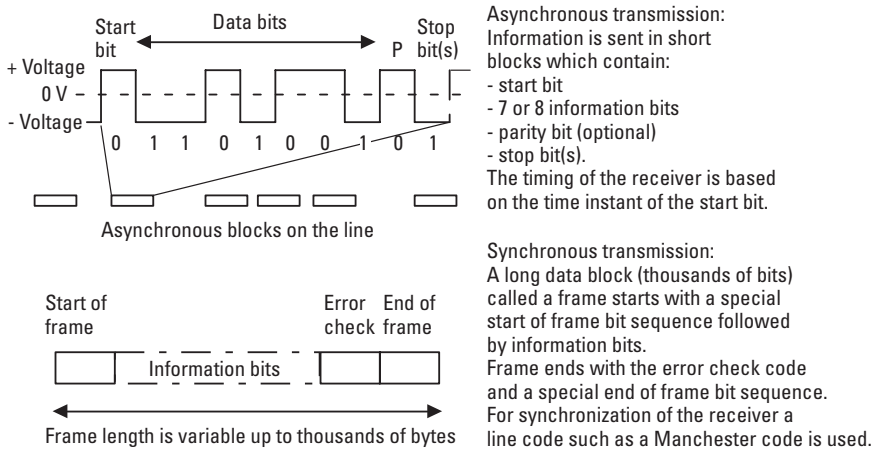 Start
bit
Data bits
P
Stop
bit(s)
+ Voltage
0 V
- Voltage
0 1 1 0 1 0 0 1 0 1
Asynchronous blocks on the line
Asynchronous transmission:
Information is sent in short
blocks which contain:
- start bit
- 7 or 8 information bits
- parity bit (optional)
- stop bit(s).
The timing of the receiver is based
on the time instant of the start bit.
Start of
frame
Information bits
Error
check
End of
frame
Frame length is variable up to thousands of bytes
Synchronous transmission:
A long data block (thousands of bits)
called a frame starts with a special
start of frame bit sequence followed
by information bits.
Frame ends with the error check code
and a special end of frame bit sequence.
For synchronization of the receiver a
line code such as a Manchester code is used.